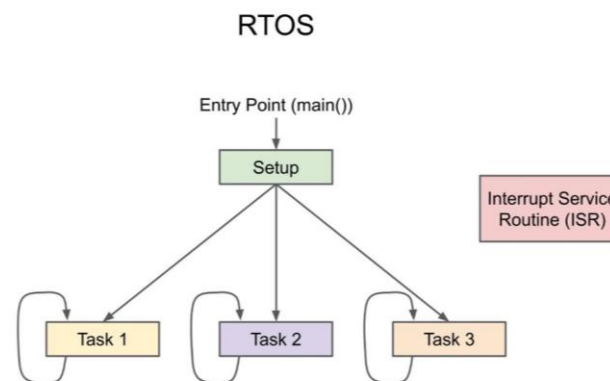 RTOS
Entry Point (main())
Setup
Interrupt Service
Routine (ISR)
Task 1
Task 2
Task 3